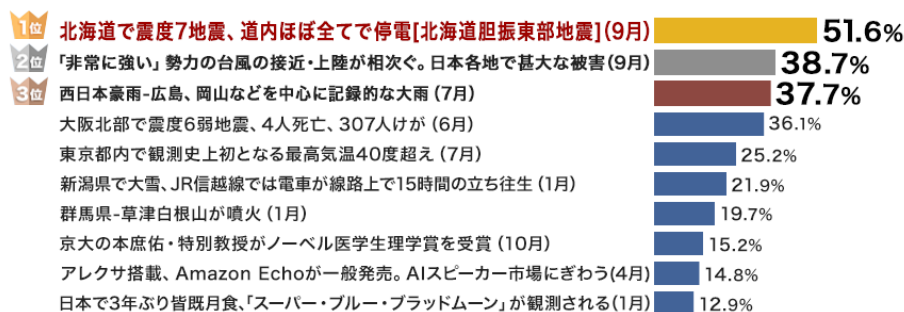 1位 北海道で震度7地震、道内ほぼ全てで停電[北海道胆振東部地震](9月) 51.6%
2位 「非常に強い」勢力の台風の接近・上陸が相次ぐ。日本各地で甚大な被害(9月) 38.7%
3位 西日本豪雨-広島、岡山などを中心に記録的な大雨(7月) 37.7%
大阪北部で震度6弱地震、4人死亡、307人けが(6月) 36.1%
東京都内で観測史上初となる最高気温40度超え(7月) 25.2%
新潟県で大雪、JR信越線では電車が線路上で15時間の立ち往生(1月) 21.9%
群馬県-草津白根山が噴火(1月) 19.7%
京大の本庶佑・特別教授がノーベル医学生理学賞を受賞(10月) 15.2%
アレクサ搭載、Amazon Echoが一般発売。AIスピーカー市場にぎわう(4月) 14.8%
日本で3年ぶり皆既月食、「スーパー・ブルー・ブラッドムーン」が観測される(1月) 12.9%